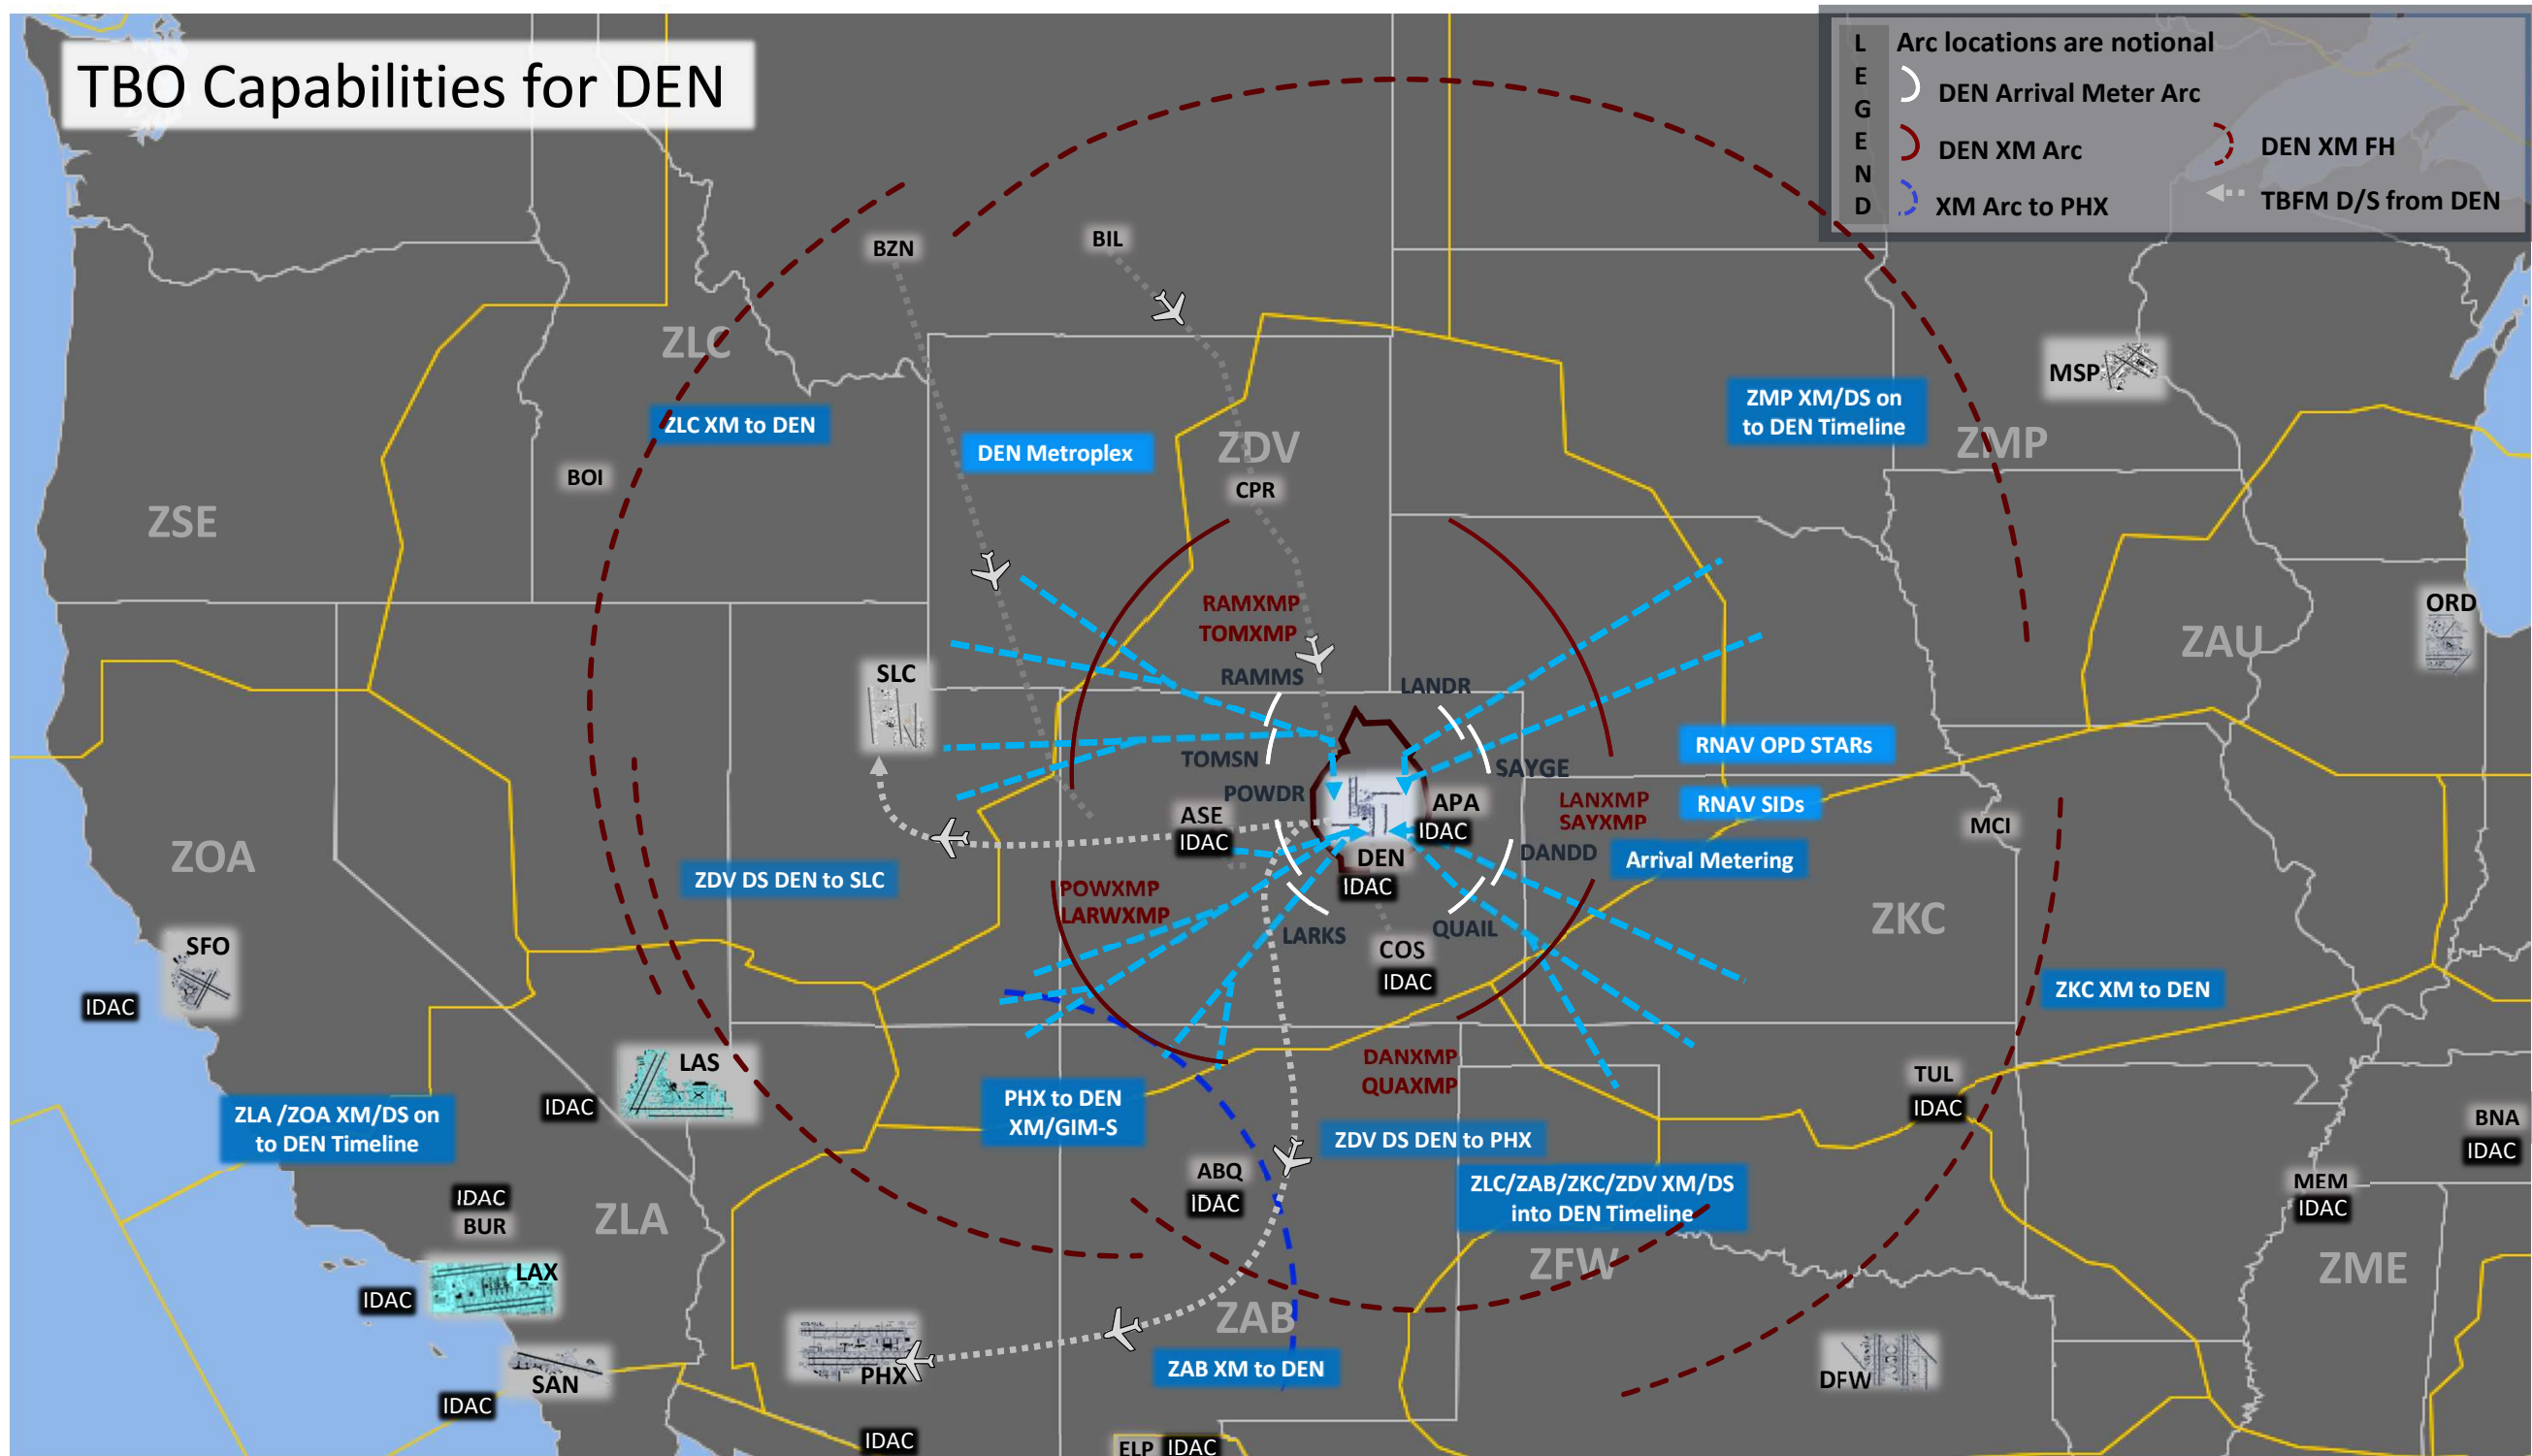 TBO Capabilities for DEN
L
E
G
E
N
D
Arc locations are notional
DEN Arrival Meter Arc
DEN XM Arc
DEN XM FH
XM Arc to PHX
TBFM D/S from DEN
BZN
BIL
ZLC
MSP
ZLC XM to DEN
ZMP XM/DS on
to DEN Timeline
DEN Metroplex
ZDV
ZMP
BOI
CPR
ZSE
RAMXMP
TOMXMP
ORD
ZAU
SLC
RAMMS
LANDR
TOMSN
SAYGE
RNAV OPD STARs
POWDR
APA
IDAC
LANXMP
SAYXMP
RNAV SIDs
ASE
IDAC
MCI
ZOA
DEN
IDAC
DANDD
Arrival Metering
ZDV DS DEN to SLC
POWXMP
LARWXMP
LARKS
QUAIL
ZKC
SFO
IDAC
COS
IDAC
ZKC XM to DEN
LAS
IDAC
DANXMP
QUAXMP
TUL
IDAC
ZLA /ZOA XM/DS on
to DEN Timeline
PHX to DEN
XM/GIM-S
ZDV DS DEN to PHX
BNA
IDAC
ABQ
IDAC
ZLC/ZAB/ZKC/ZDV XM/DS
into DEN Timeline
MEM
IDAC
IDAC
BUR
ZLA
ZFW
ZME
LAX
IDAC
ZAB
PHX
ZAB XM to DEN
DFW
SAN
IDAC
IDAC
ELP IDAC